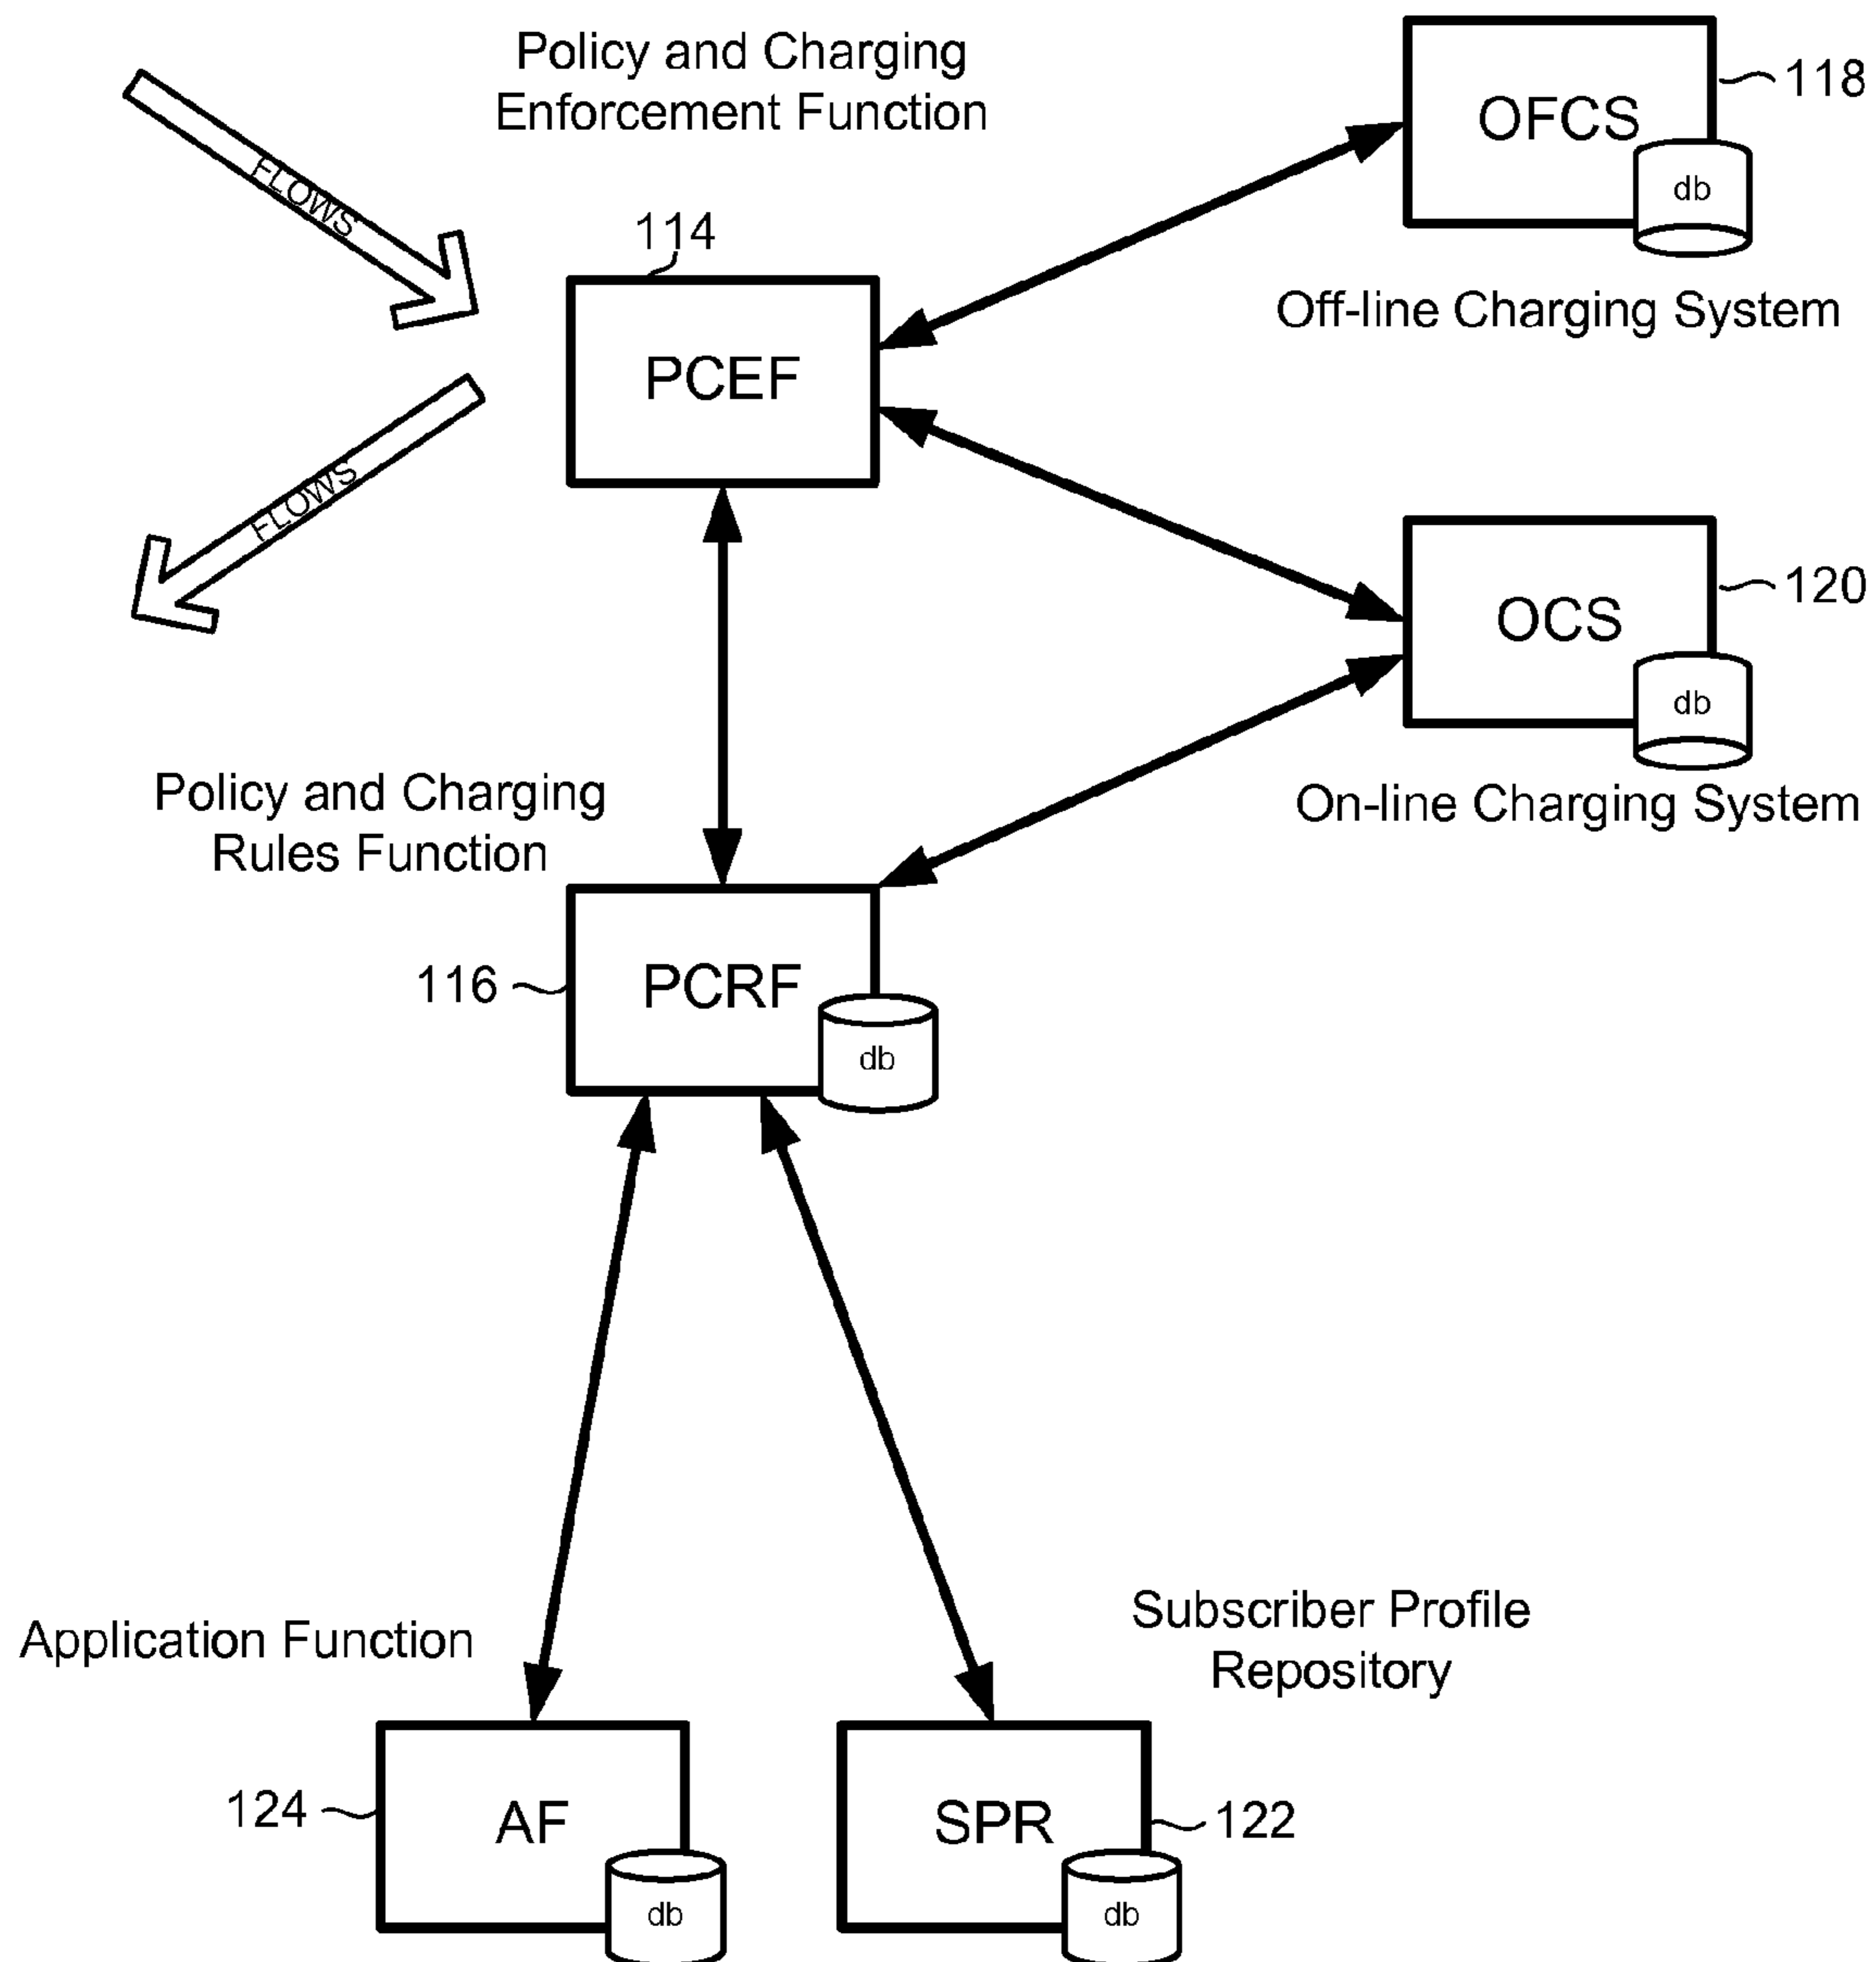 Policy and Charging
Enforcement Function
118
OFCS
db
Off-line Charging System
FLOWS
114
PCEF
FLOWS
120
OCS
db
On-line Charging System
Policy and Charging
Rules Function
116
PCRF
db
Application Function
Subscriber Profile
Repository
124
AF
db
SPR
122
db